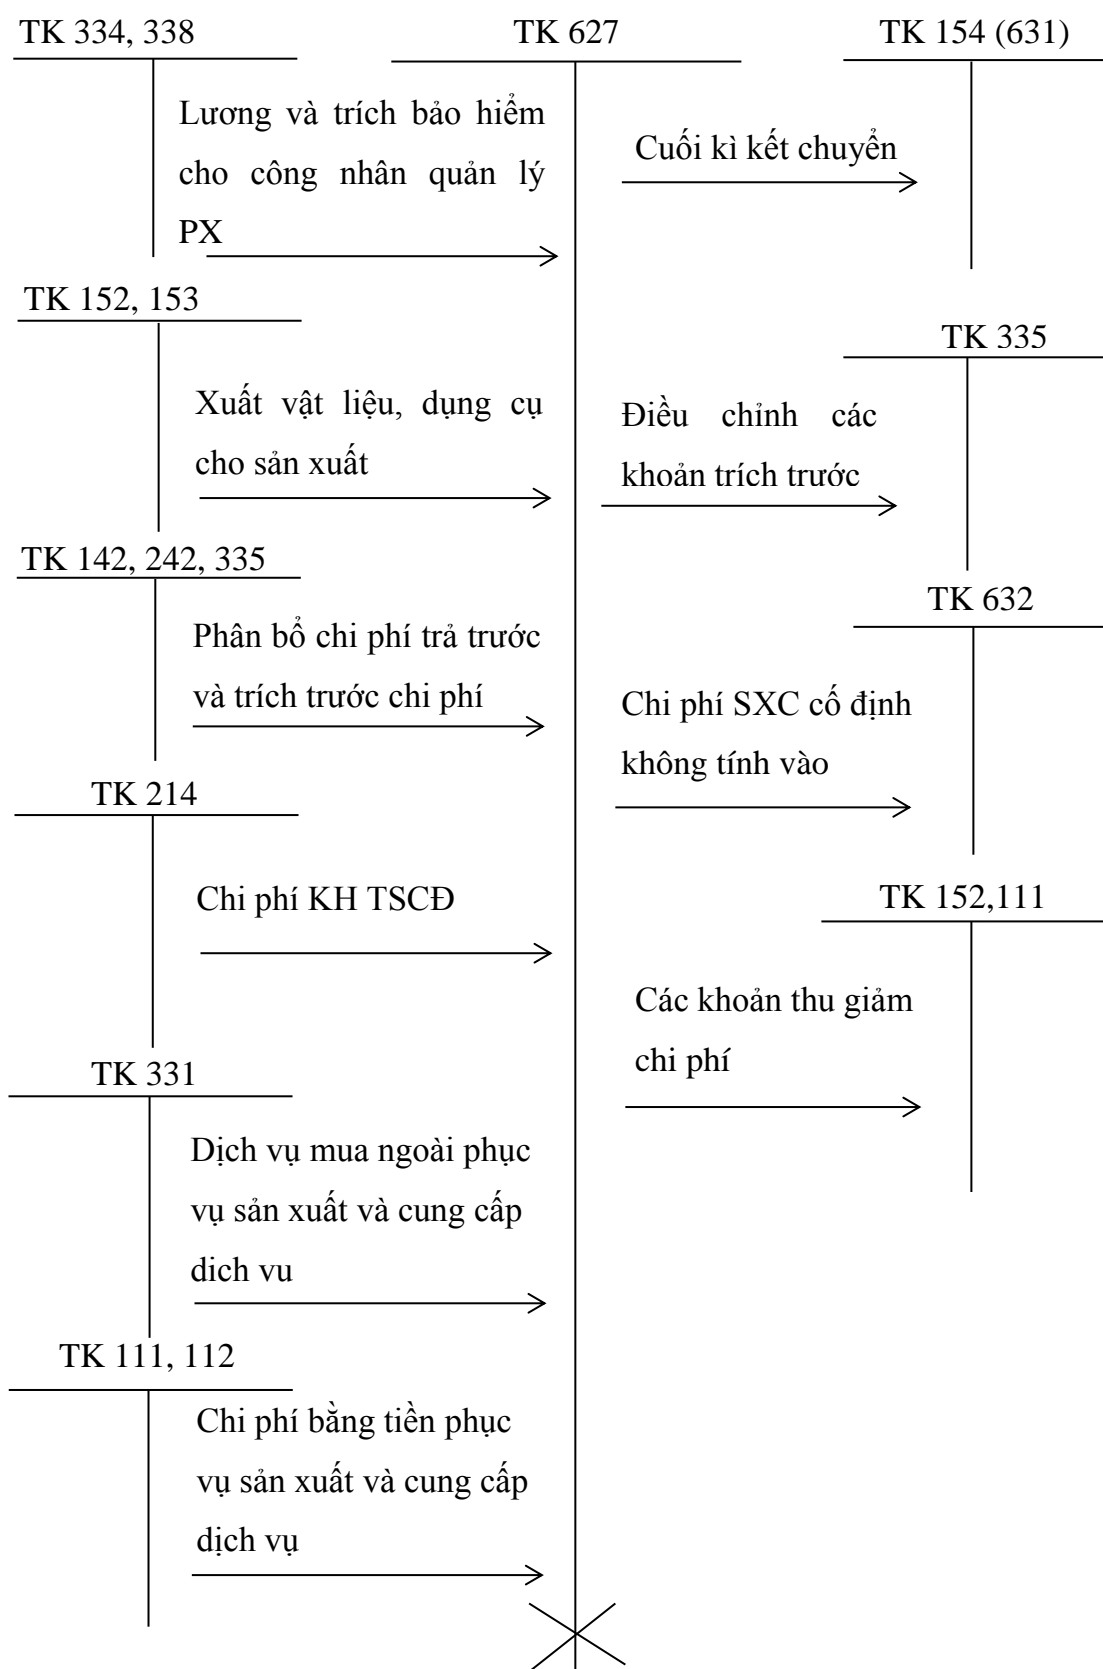 TK 334, 338
TK 627
TK 154 (631)
Lương và trích bảo hiểm
cho công nhân quản lý
PX
Cuối kì kết chuyển
TK 152, 153
TK 335
Xuất vật liệu, dụng cụ
cho sản xuất
Điều chỉnh các
khoản trích trước
TK 142, 242, 335
TK 632
Phân bổ chi phí trả trước
và trích trước chi phí
Chi phí SXC cố định
không tính vào
TK 214
TK 152,111
Chi phí KH TSCĐ
Các khoản thu giảm
chi phí
TK 331
Dịch vụ mua ngoài phục
vụ sản xuất và cung cấp
dich vu
TK 111, 112
Chi phí bằng tiền phục
vụ sản xuất và cung cấp
dịch vụ